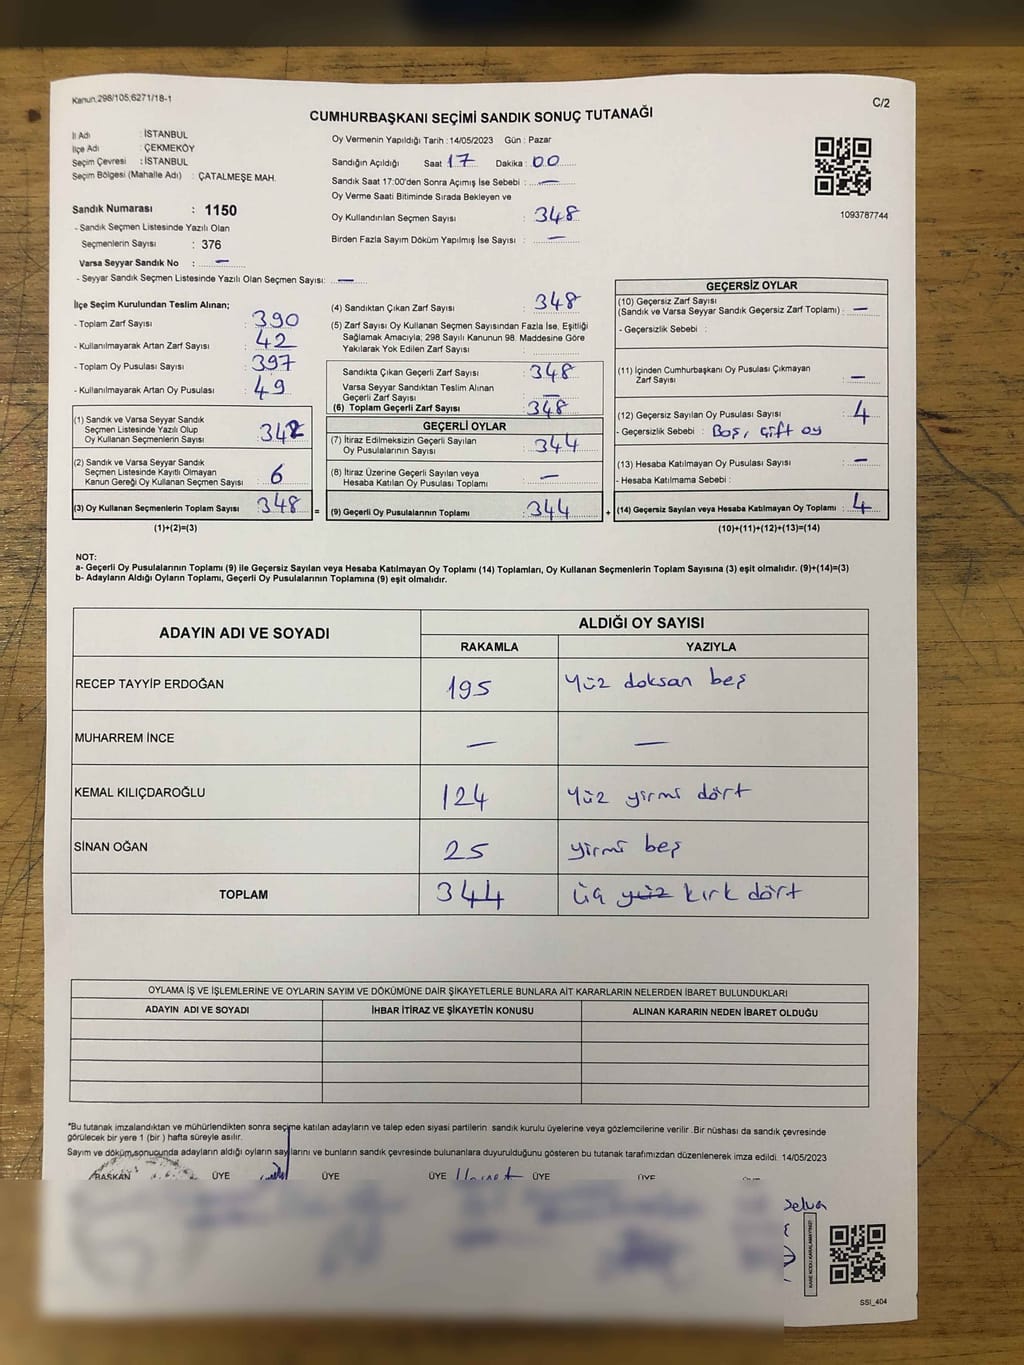 Kanun.298/105;6271/18-1
C/2
CUMHURBAŞKANI SEÇİMİ SANDIK SONUÇ TUTANAĞI
İl Adı : İSTANBUL
İlçe Adı : ÇEKMEKÖY
Seçim Çevresi : İSTANBUL
Seçim Bölgesi (Mahalle Adı) : ÇATALMEŞE MAH.
Sandık Numarası : 1150
- Sandık Seçmen Listesinde Yazılı Olan
Seçmenlerin Sayısı : 376
Varsa Seyyar Sandık No : —
- Seyyar Sandık Seçmen Listesinde Yazılı Olan Seçmen Sayısı: —
Oy Vermenin Yapıldığı Tarih : 14/05/2023 Gün : Pazar
Sandığın Açıldığı Saat 17 Dakika : 00
Sandık Saat 17:00'den Sonra Açımış İse Sebebi : —
Oy Verme Saati Bitiminde Sırada Bekleyen ve
Oy Kullandırılan Seçmen Sayısı : 348
Birden Fazla Sayım Döküm Yapılmış İse Sayısı : —
1093787744
İlçe Seçim Kurulundan Teslim Alınan;
- Toplam Zarf Sayısı : 390
- Kullanılmayarak Artan Zarf Sayısı : 42
- Toplam Oy Pusulası Sayısı : 397
- Kullanılmayarak Artan Oy Pusulası : 49
(1) Sandık ve Varsa Seyyar Sandık
Seçmen Listesinde Yazılı Olup
Oy Kullanan Seçmenlerin Sayısı : 342
(2) Sandık ve Varsa Seyyar Sandık
Seçmen Listesinde Kayıtlı Olmayan
Kanun Gereği Oy Kullanan Seçmen Sayısı : 6
(3) Oy Kullanan Seçmenlerin Toplam Sayısı : 348
(1)+(2)=(3)
(4) Sandıktan Çıkan Zarf Sayısı : 348
(5) Zarf Sayısı Oy Kullanan Seçmen Sayısından Fazla İse, Eşitliği
Sağlamak Amacıyla; 298 Sayılı Kanunun 98. Maddesine Göre
Yakılarak Yok Edilen Zarf Sayısı :
Sandıkta Çıkan Geçerli Zarf Sayısı : 348
Varsa Seyyar Sandıktan Teslim Alınan
Geçerli Zarf Sayısı : —
(6) Toplam Geçerli Zarf Sayısı : 348
GEÇERLİ OYLAR
(7) İtiraz Edilmeksizin Geçerli Sayılan
Oy Pusulalarının Sayısı : 344
(8) İtiraz Üzerine Geçerli Sayılan veya
Hesaba Katılan Oy Pusulaları Toplamı : —
= (9) Geçerli Oy Pusulalarının Toplamı : 344 +
GEÇERSİZ OYLAR
(10) Geçersiz Zarf Sayısı
(Sandık ve Varsa Seyyar Sandık Geçersiz Zarf Toplamı) : —
- Geçersizlik Sebebi :
(11) İçinden Cumhurbaşkanı Oy Pusulası Çıkmayan
Zarf Sayısı : —
(12) Geçersiz Sayılan Oy Pusulası Sayısı : 4
- Geçersizlik Sebebi : Boş, çift oy
(13) Hesaba Katılmayan Oy Pusulası Sayısı : —
- Hesaba Katılmama Sebebi :
(14) Geçersiz Sayılan veya Hesaba Katılmayan Oy Toplamı : 4
(10)+(11)+(12)+(13)=(14)
NOT:
a- Geçerli Oy Pusulalarının Toplamı (9) ile Geçersiz Sayılan veya Hesaba Katılmayan Oy Toplamı (14) Toplamları, Oy Kullanan Seçmenlerin Toplam Sayısına (3) eşit olmalıdır. (9)+(14)=(3)
b- Adayların Aldığı Oyların Toplamı, Geçerli Oy Pusulalarının Toplamına (9) eşit olmalıdır.
ADAYIN ADI VE SOYADI ALDIĞI OY SAYISI
RAKAMLA YAZIYLA
RECEP TAYYİP ERDOĞAN 195 Yüz doksan beş
MUHARREM İNCE — —
KEMAL KILIÇDAROĞLU 124 Yüz yirmi dört
SİNAN OĞAN 25 yirmi beş
TOPLAM 344 üç yüz kırk dört
OYLAMA İŞ VE İŞLEMLERİNE VE OYLARIN SAYIM VE DÖKÜMÜNE DAİR ŞİKAYETLERLE BUNLARA AİT KARARLARIN NELERDEN İBARET BULUNDUKLARI
ADAYIN ADI VE SOYADI İHBAR İTİRAZ VE ŞİKAYETİN KONUSU ALINAN KARARIN NEDEN İBARET OLDUĞU
*Bu tutanak imzalandıktan ve mühürlendikten sonra seçime katılan adayların ve talep eden siyasi partilerin sandık kurulu üyelerine veya gözlemcilerine verilir .Bir nüshası da sandık çevresinde
görülecek bir yere 1 (bir ) hafta süreyle asılır.
Sayım ve döküm sonucunda adayların aldığı oyların sayılarını ve bunların sandık çevresinde bulunanlara duyurulduğunu gösteren bu tutanak tarafımızdan düzenlenerek imza edildi. 14/05/2023
BAŞKAN ÜYE ÜYE ÜYE ÜYE ÜYE
SSI_404